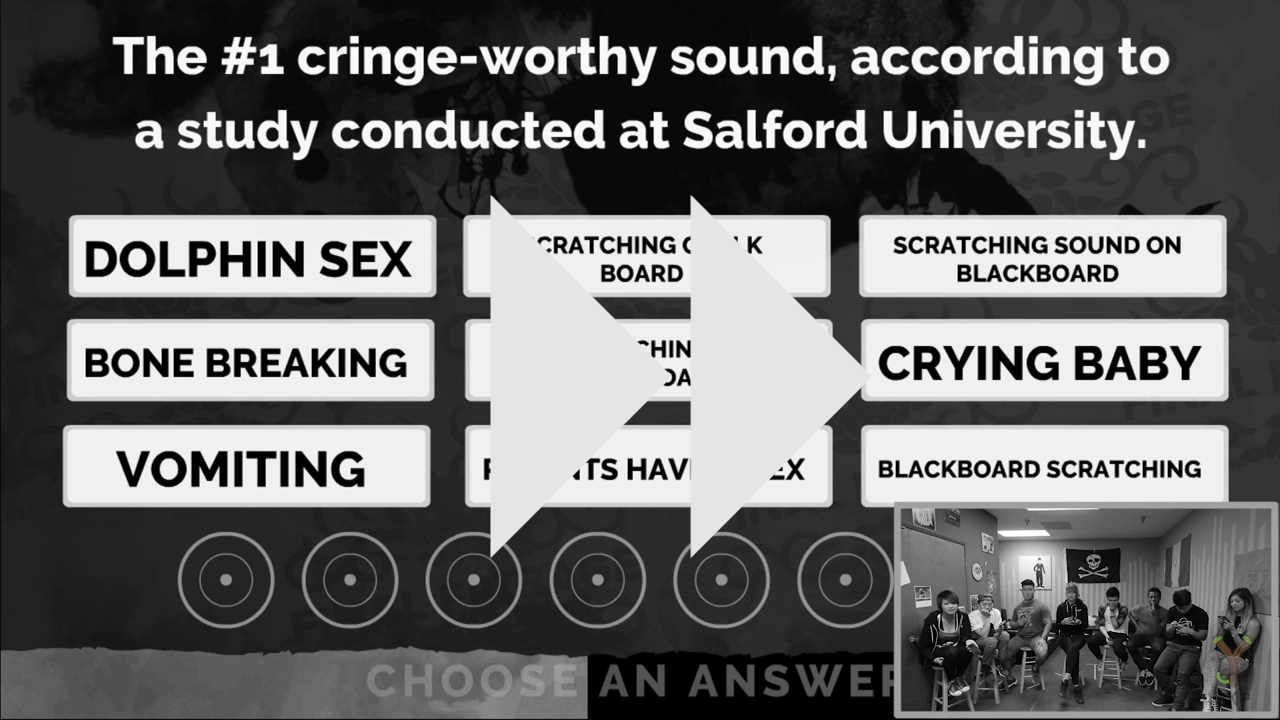 The #1 cringe-worthy sound, according to
a study conducted at Salford University.
DOLPHIN SEX
BOARD
SCRATCHING SOUND ON
BLACKBOARD
BONE BREAKING
CRYING BABY
VOMITING
BLACKBOARD SCRATCHING
CHOOSE AN ANSWER